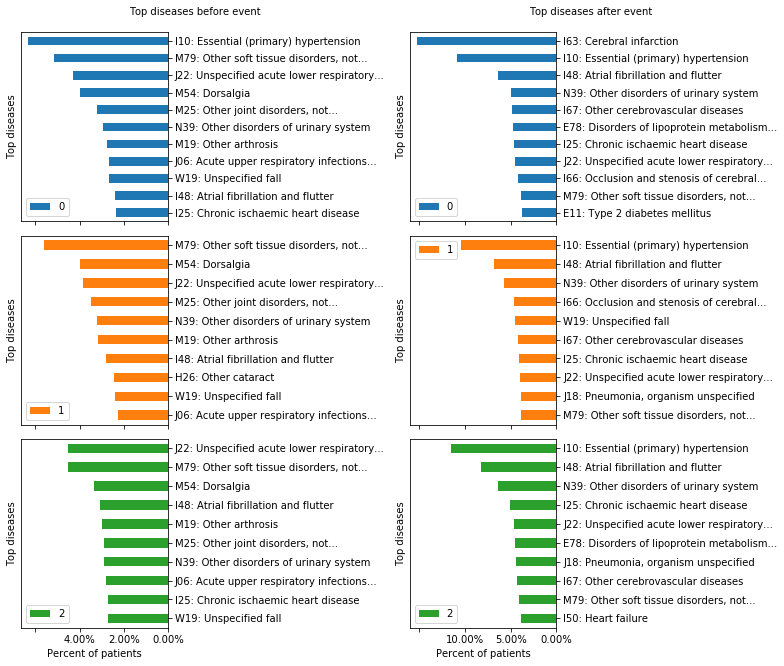 Top diseases before event
Top diseases
I10: Essential (primary) hypertension
M79: Other soft tissue disorders, not...
J22: Unspecified acute lower respiratory...
M54: Dorsalgia
M25: Other joint disorders, not...
N39: Other disorders of urinary system
M19: Other arthrosis
J06: Acute upper respiratory infections...
W19: Unspecified fall
I48: Atrial fibrillation and flutter
I25: Chronic ischaemic heart disease
0
Top diseases
M79: Other soft tissue disorders, not...
M54: Dorsalgia
J22: Unspecified acute lower respiratory...
M25: Other joint disorders, not...
N39: Other disorders of urinary system
M19: Other arthrosis
I48: Atrial fibrillation and flutter
H26: Other cataract
W19: Unspecified fall
J06: Acute upper respiratory infections...
1
Top diseases
J22: Unspecified acute lower respiratory...
M79: Other soft tissue disorders, not...
M54: Dorsalgia
I48: Atrial fibrillation and flutter
M19: Other arthrosis
M25: Other joint disorders, not...
N39: Other disorders of urinary system
J06: Acute upper respiratory infections...
I25: Chronic ischaemic heart disease
W19: Unspecified fall
2
4.00% 2.00% 0.00%
Percent of patients
Top diseases after event
Top diseases
I63: Cerebral infarction
I10: Essential (primary) hypertension
I48: Atrial fibrillation and flutter
N39: Other disorders of urinary system
I67: Other cerebrovascular diseases
E78: Disorders of lipoprotein metabolism...
I25: Chronic ischaemic heart disease
J22: Unspecified acute lower respiratory...
I66: Occlusion and stenosis of cerebral...
M79: Other soft tissue disorders, not...
E11: Type 2 diabetes mellitus
0
Top diseases
1
I10: Essential (primary) hypertension
I48: Atrial fibrillation and flutter
N39: Other disorders of urinary system
I66: Occlusion and stenosis of cerebral...
W19: Unspecified fall
I67: Other cerebrovascular diseases
I25: Chronic ischaemic heart disease
J22: Unspecified acute lower respiratory...
J18: Pneumonia, organism unspecified
M79: Other soft tissue disorders, not...
Top diseases
I10: Essential (primary) hypertension
I48: Atrial fibrillation and flutter
N39: Other disorders of urinary system
I25: Chronic ischaemic heart disease
J22: Unspecified acute lower respiratory...
E78: Disorders of lipoprotein metabolism...
J18: Pneumonia, organism unspecified
I67: Other cerebrovascular diseases
M79: Other soft tissue disorders, not...
I50: Heart failure
2
10.00% 5.00% 0.00%
Percent of patients